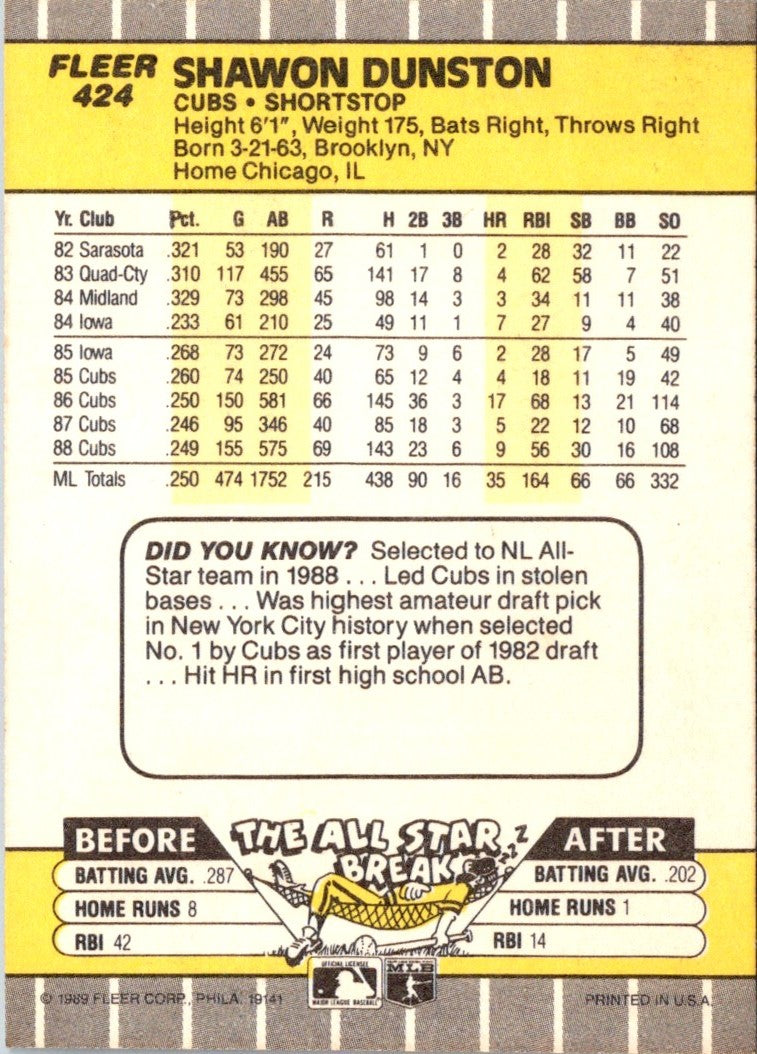 FLEER
424
SHAWON DUNSTON
CUBS • SHORTSTOP
Height 6'1", Weight 175, Bats Right, Throws Right
Born 3-21-63, Brooklyn, NY
Home Chicago, IL
Yr. Club Pct. G AB R H 2B 3B HR RBI SB BB SO
82 Sarasota .321 53 190 27 61 1 0 2 28 32 11 22
83 Quad-Cty .310 117 455 65 141 17 8 4 62 58 7 51
84 Midland .329 73 298 45 98 14 3 3 34 11 11 38
84 Iowa .233 61 210 25 49 11 1 7 27 9 4 40
85 Iowa .268 73 272 24 73 9 6 2 28 17 5 49
85 Cubs .260 74 250 40 65 12 4 4 18 11 19 42
86 Cubs .250 150 581 66 145 36 3 17 68 13 21 114
87 Cubs .246 95 346 40 85 18 3 5 22 12 10 68
88 Cubs .249 155 575 69 143 23 6 9 56 30 16 108
ML Totals .250 474 1752 215 438 90 16 35 164 66 66 332
DID YOU KNOW? Selected to NL All-
Star team in 1988 . . . Led Cubs in stolen
bases . . . Was highest amateur draft pick
in New York City history when selected
No. 1 by Cubs as first player of 1982 draft
. . . Hit HR in first high school AB.
THE ALL STAR
BREAK
zzZ
BEFORE
BATTING AVG. .287
HOME RUNS 8
RBI 42
AFTER
BATTING AVG. .202
HOME RUNS 1
RBI 14
OFFICIAL LICENSEE
MAJOR LEAGUE BASEBALL
MLB
© 1989 FLEER CORP., PHILA. 19141
PRINTED IN U.S.A.